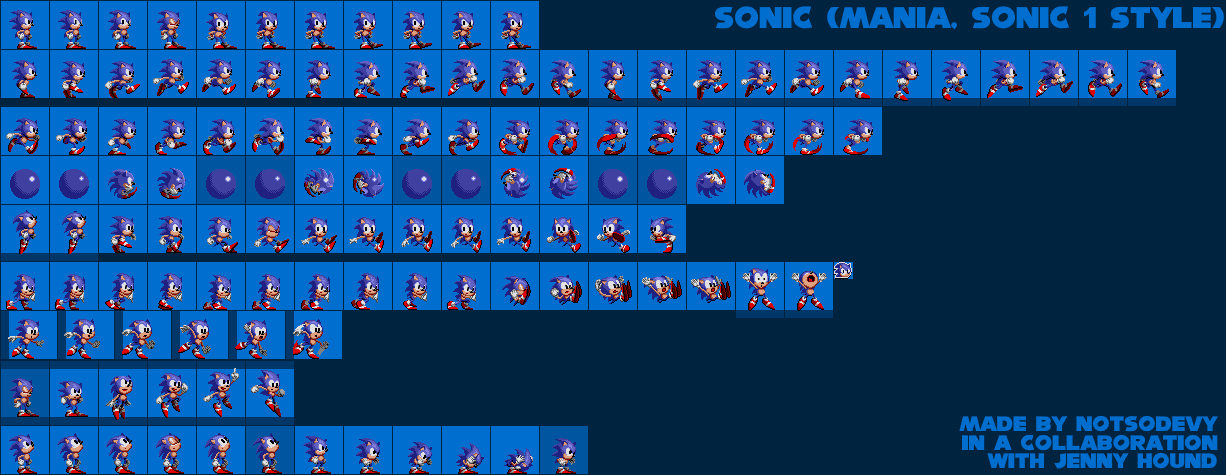 SONIC (MANIA. SONIC 1 STYLE)
MADE BY NOTSODEVY
IN A COLLABORATION
WITH JENNY HOUND